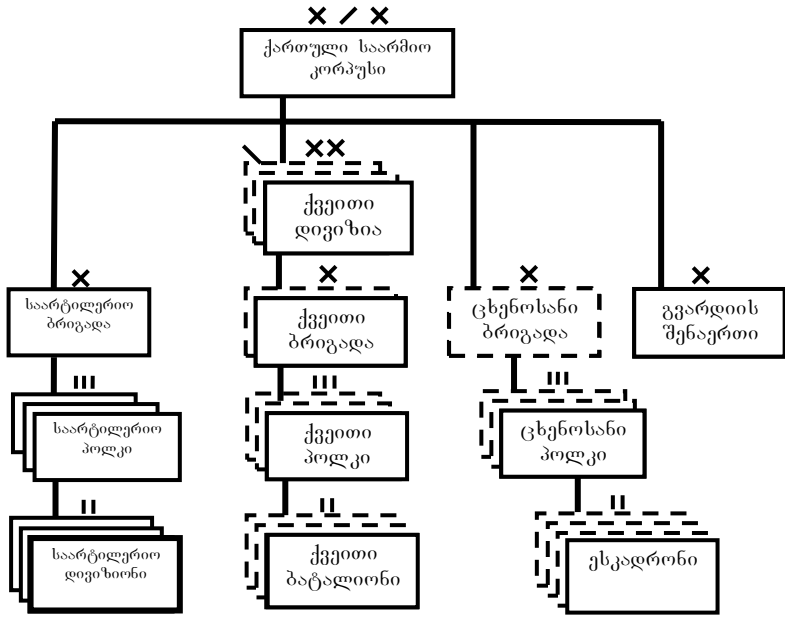 ქართული საარმიო
კორპუსი
ქვეითი
დივიზია
საარტილერიო
ბრიგადა
ქვეითი
ბრიგადა
ცხენოსანი
ბრიგადა
გვარდიის
შენაერთი
საარტილერიო
პოლკი
ქვეითი
პოლკი
ცხენოსანი
პოლკი
საარტილერიო
დივიზიონი
ქვეითი
ბატალიონი
ესკადრონი